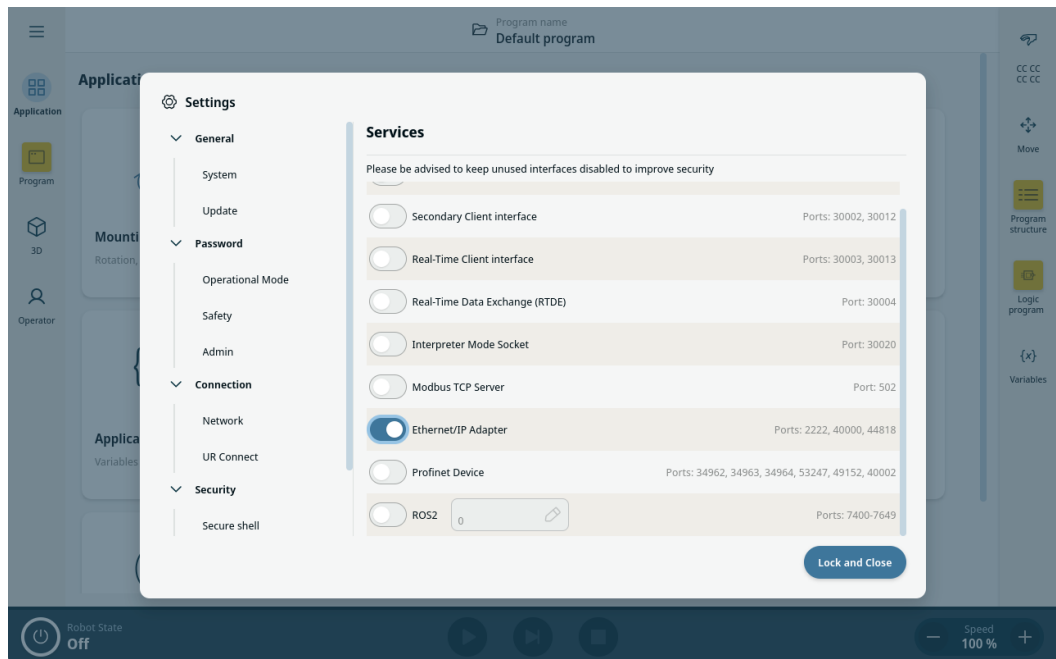 Program name
Default program
Applicati
Application
Program
3D
Operator
Mounti
Rotation,
Applica
Variables
CC CC
CC CC
Move
Program
structure
Logic
program
{x}
Variables
Settings
General
System
Update
Password
Operational Mode
Safety
Admin
Connection
Network
UR Connect
Security
Secure shell
Services
Please be advised to keep unused interfaces disabled to improve security
Secondary Client interface Ports: 30002, 30012
Real-Time Client interface Ports: 30003, 30013
Real-Time Data Exchange (RTDE) Port: 30004
Interpreter Mode Socket Port: 30020
Modbus TCP Server Port: 502
Ethernet/IP Adapter Ports: 2222, 40000, 44818
Profinet Device Ports: 34962, 34963, 34964, 53247, 49152, 40002
ROS2 0 Ports: 7400-7649
Lock and Close
Robot State
Off
Speed
100 %